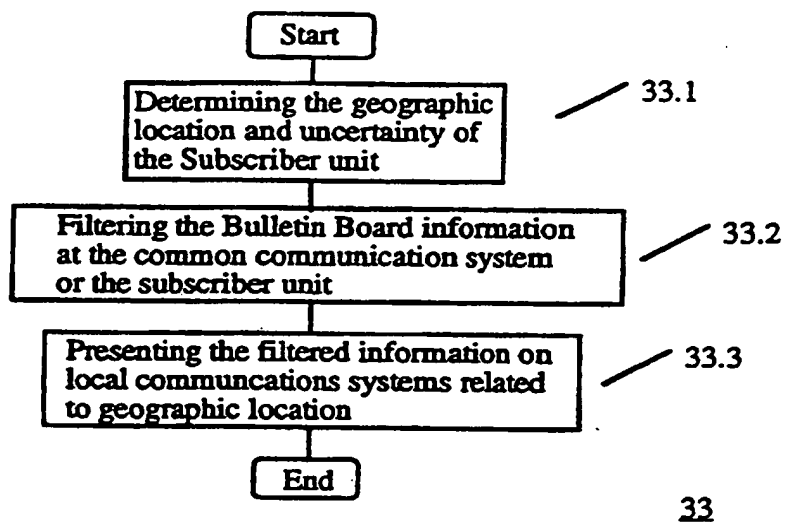 Start
Determining the geographic
location and uncertainty of
the Subscriber unit
33.1
Filtering the Bulletin Board information
at the common communication system
or the subscriber unit
33.2
Presenting the filtered information on
local communcations systems related
to geographic location
33.3
End
33